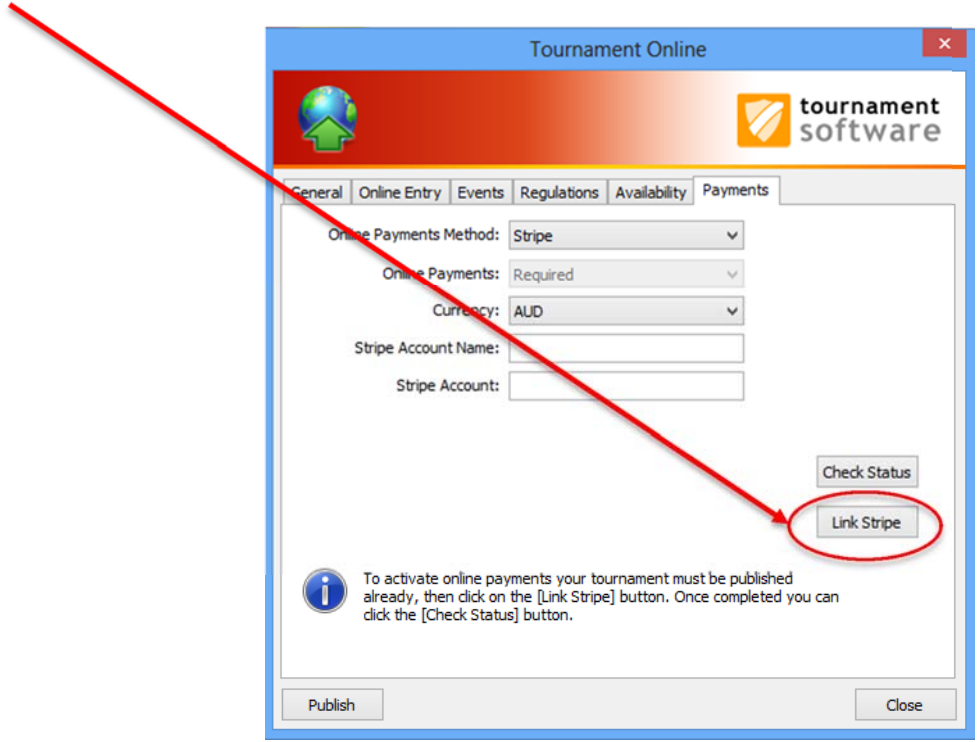 Tournament Online
tournament
software
General Online Entry Events Regulations Availability Payments
Online Payments Method: Stripe
Online Payments: Required
Currency: AUD
Stripe Account Name:
Stripe Account:
Check Status
Link Stripe
To activate online payments your tournament must be published
already, then click on the [Link Stripe] button. Once completed you can
click the [Check Status] button.
Publish Close